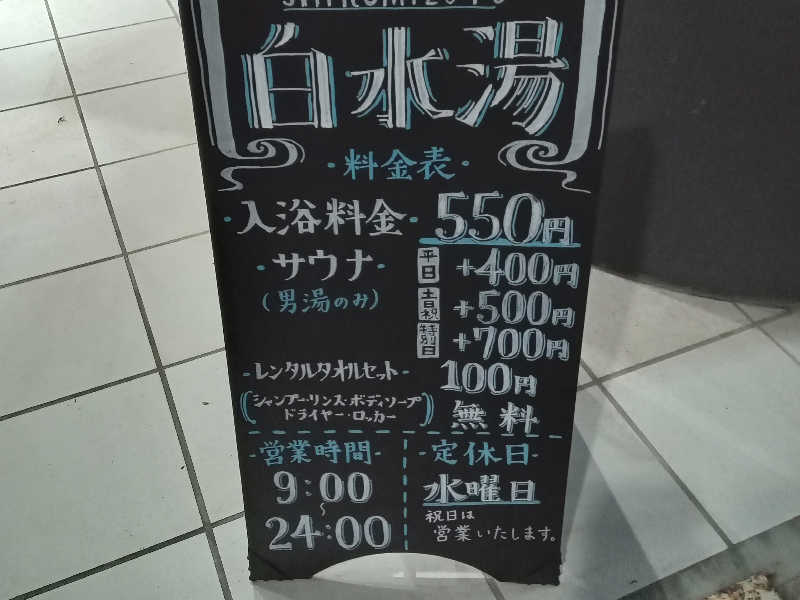 白水湯
・料金表・
・入浴料金・ 550円
・サウナ・ 平日 +400円
(男湯のみ) 土日祝 +500円
特別日 +700円
-レンタルタオルセット- 100円
(シャンプー・リンス・ボディソープ
ドライヤー・ロッカー) 無料
-営業時間-
9:00
~
24:00
-定休日-
水曜日
祝日は
営業いたします。